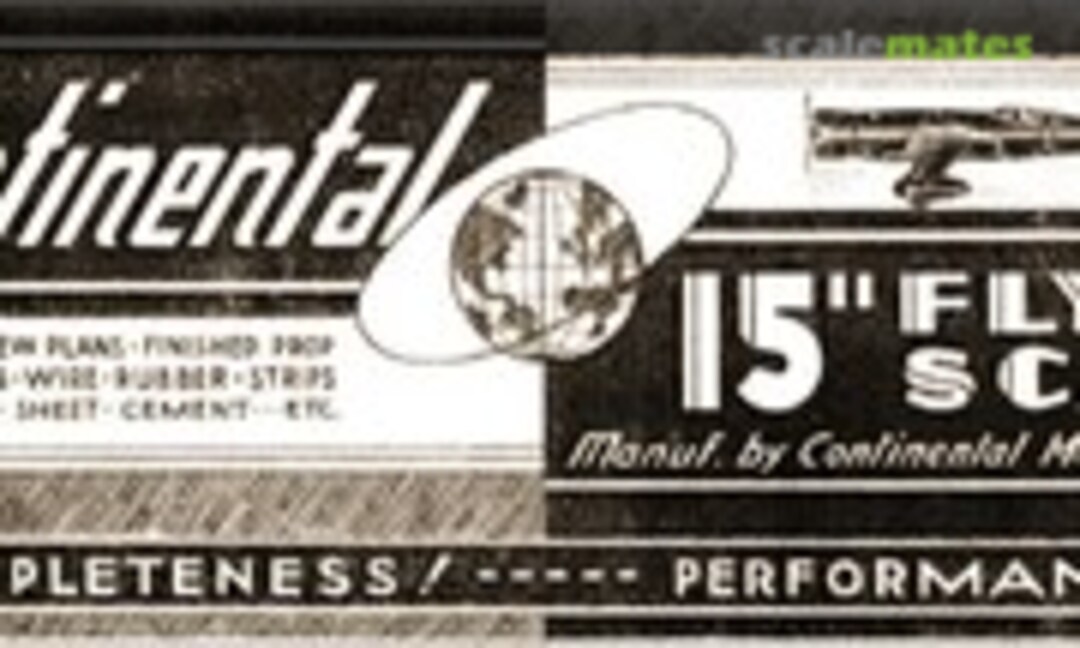 scalemates
tinental
EW PLANS · FINISHED PROP
· WIRE · RUBBER · STRIPS
· SHEET · CEMENT -- ETC.
15" FLY
SC
Manuf. by Continental M
PLETENESS! ----- PERFORMAN